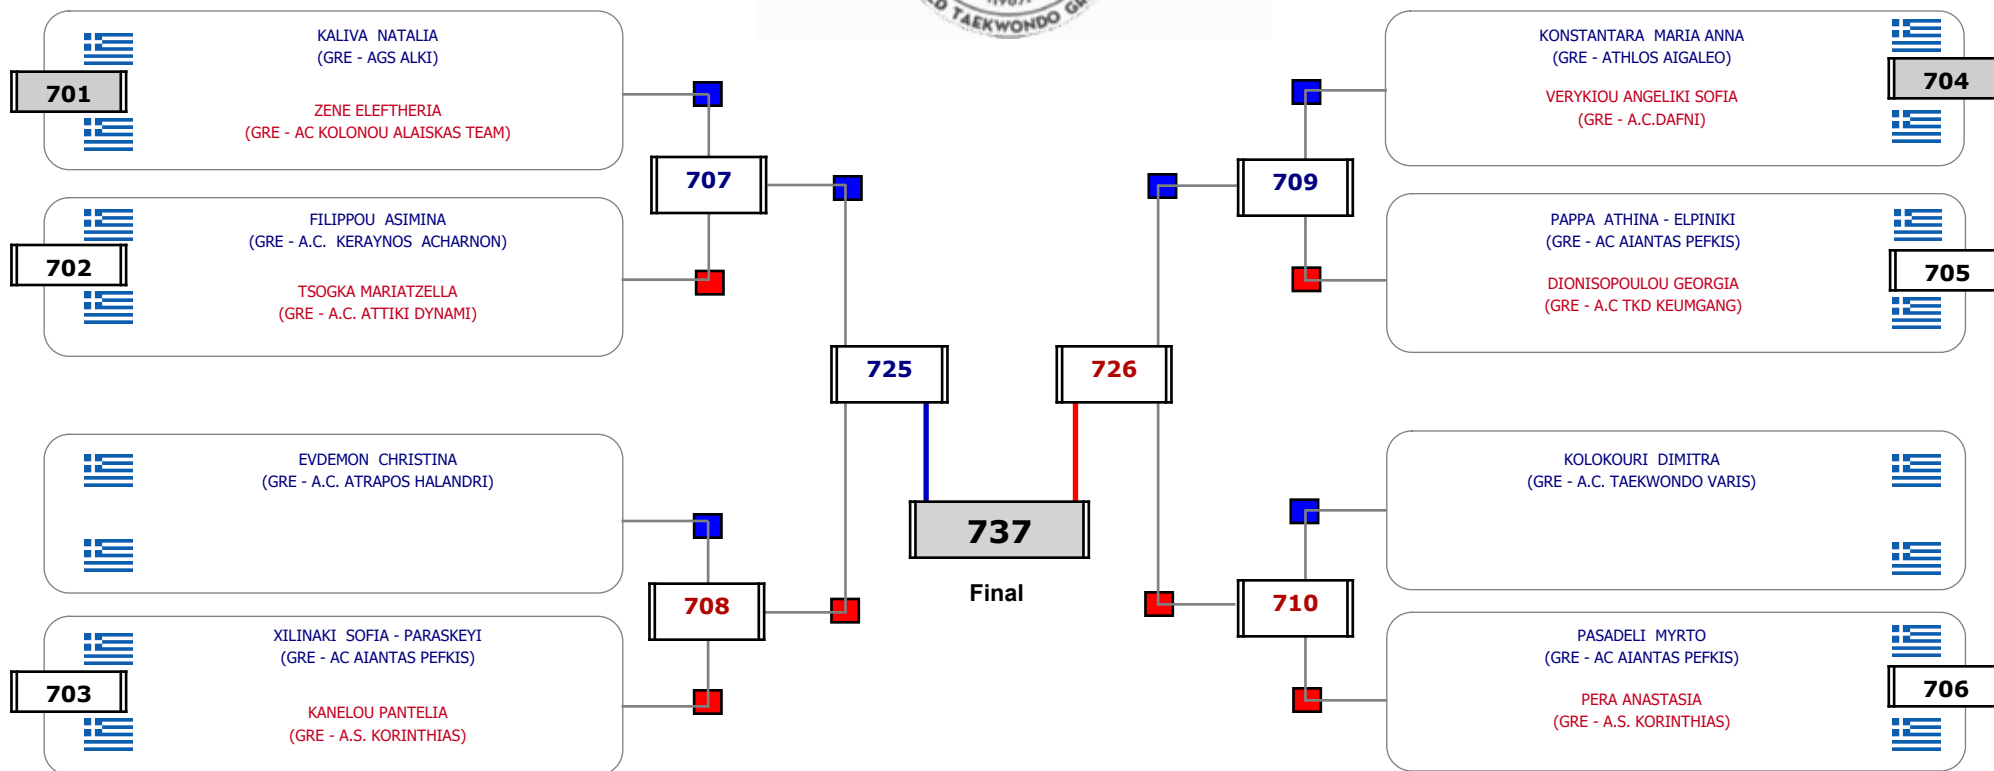 D TAEKWONDO GR
KALIVA NATALIA
(GRE - AGS ALKI)
701
ZENE ELEFTHERIA
(GRE - AC KOLONOU ALAISKAS TEAM)
707
FILIPPOU ASIMINA
(GRE - A.C. KERAYNOS ACHARNON)
702
TSOGKA MARIATZELLA
(GRE - A.C. ATTIKI DYNAMI)
725
EVDEMON CHRISTINA
(GRE - A.C. ATRAPOS HALANDRI)
708
XILINAKI SOFIA - PARASKEYI
(GRE - AC AIANTAS PEFKIS)
703
KANELOU PANTELIA
(GRE - A.S. KORINTHIAS)
737
Final
KONSTANTARA MARIA ANNA
(GRE - ATHLOS AIGALEO)
704
VERYKIOU ANGELIKI SOFIA
(GRE - A.C.DAFNI)
709
PAPPA ATHINA - ELPINIKI
(GRE - AC AIANTAS PEFKIS)
705
DIONISOPOULOU GEORGIA
(GRE - A.C TKD KEUMGANG)
726
KOLOKOURI DIMITRA
(GRE - A.C. TAEKWONDO VARIS)
710
PASADELI MYRTO
(GRE - AC AIANTAS PEFKIS)
706
PERA ANASTASIA
(GRE - A.S. KORINTHIAS)